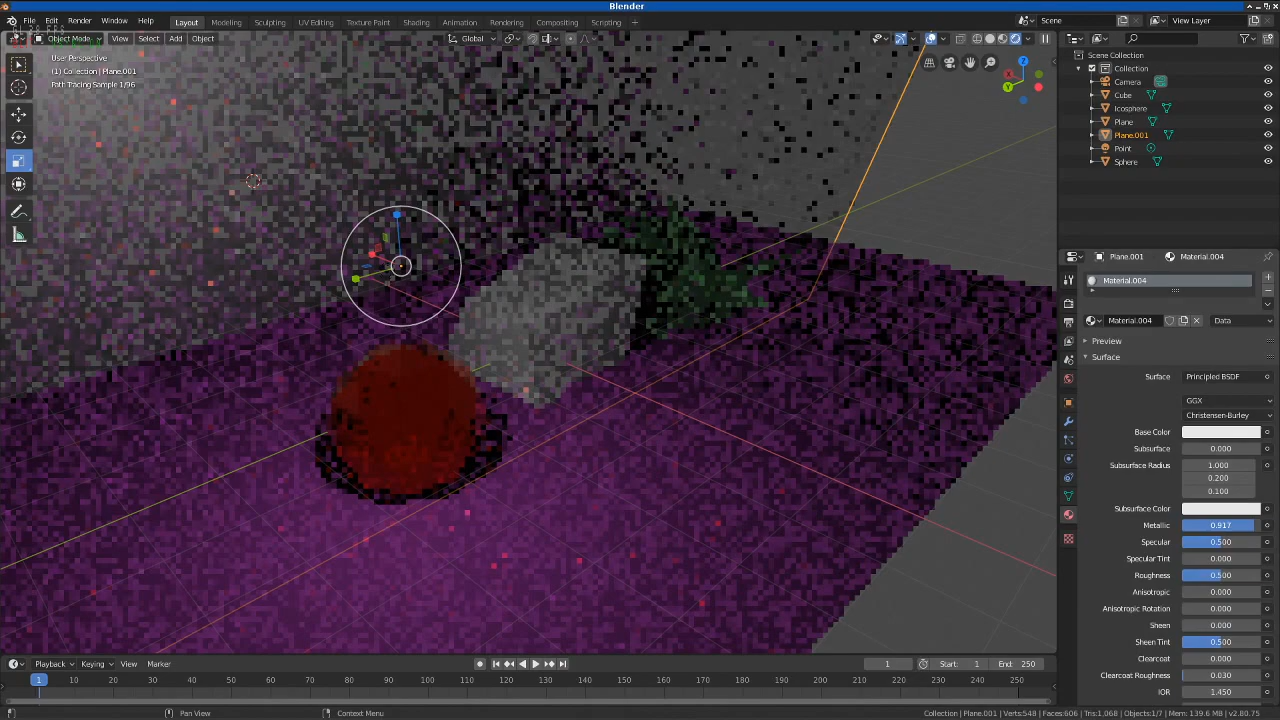 Blender
File Edit Render Window Help Layout Modeling Sculpting UV Editing Texture Paint Shading Animation Rendering Compositing Scripting + Scene View Layer
Object Mode View Select Add Object Global
User Perspective
(1) Collection | Plane.001
Path Tracing Sample 1/96
Z
Y
Scene Collection
Collection
Camera
Cube
Icosphere
Plane
Plane.001
Point
Sphere
Plane.001 Material.004
Material.004
Material.004 Data
Preview
Surface
Surface Principled BSDF
GGX
Christensen-Burley
Base Color
Subsurface 0.000
Subsurface Radius 1.000
0.200
0.100
Subsurface Color
Metallic 0.917
Specular 0.500
Specular Tint 0.000
Roughness 0.500
Anisotropic 0.000
Anisotropic Rotation 0.000
Sheen 0.000
Sheen Tint 0.500
Clearcoat 0.000
Clearcoat Roughness 0.030
IOR 1.450
Playback Keying View Marker 1 Start: 1 End: 250
1 10 20 30 40 50 60 70 80 90 100 110 120 130 140 150 160 170 180 190 200 210 220 230 240 250
Pan View Context Menu Collection | Plane.001 | Verts:548 | Faces:606 | Tris:1,068 | Objects:1/7 | Mem: 139.6 MB | v2.80.75